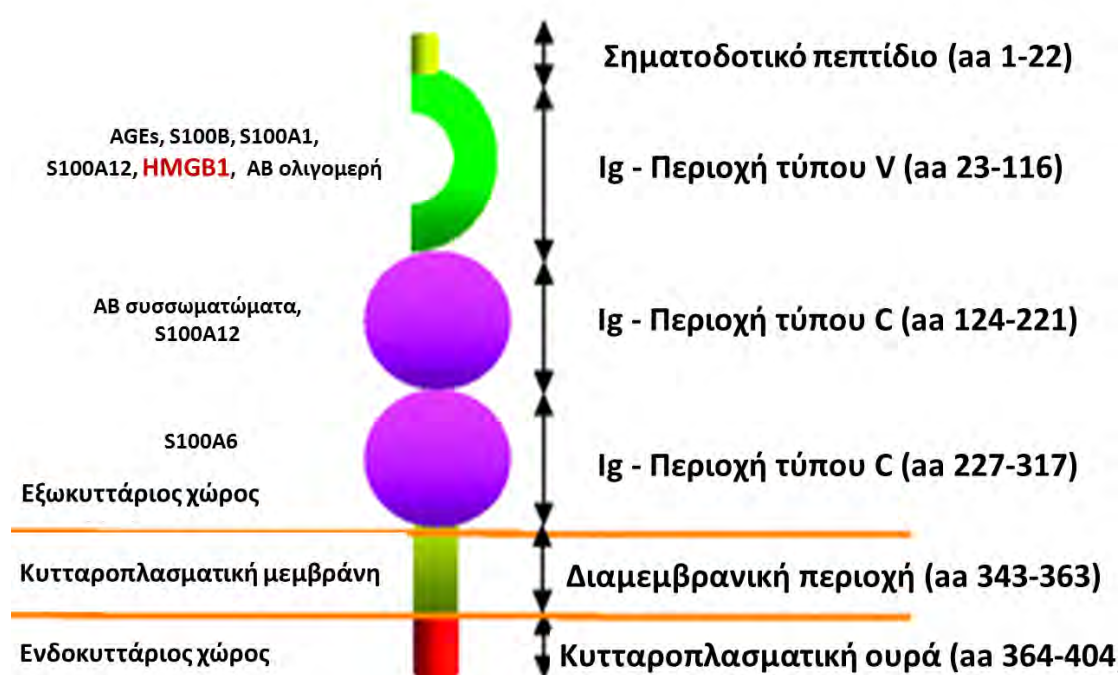 Σηματοδοτικό πεπτίδιο (aa 1-22)
AGEs, S100B, S100A1,
S100A12, HMGB1, AB ολιγομερή
Ig - Περιοχή τύπου V (aa 23-116)
AB συσσωματώματα,
S100A12
Ig - Περιοχή τύπου C (aa 124-221)
S100A6
Ig - Περιοχή τύπου C (aa 227-317)
Εξωκυττάριος χώρος
Κυτταροπλασματική μεμβράνη
Διαμεμβρανική περιοχή (aa 343-363)
Ενδοκυττάριος χώρος
Κυτταροπλασματική ουρά (aa 364-404